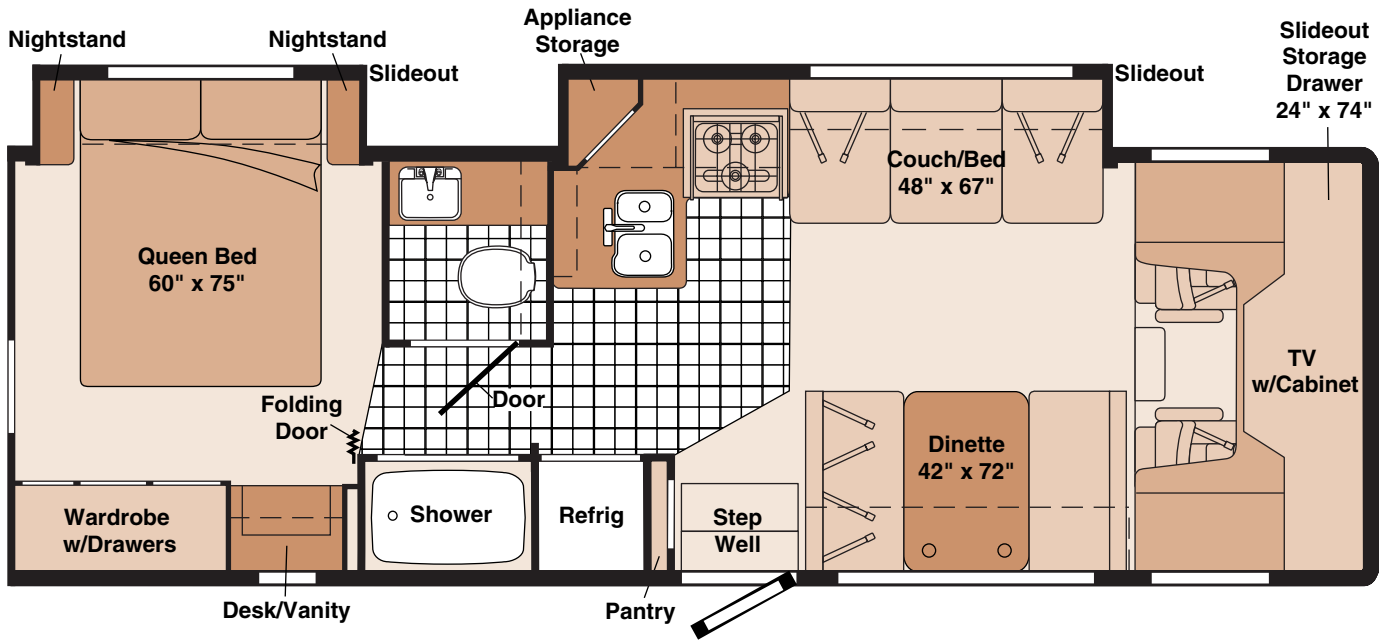 Nightstand
Nightstand
Slideout
Appliance
Storage
Slideout
Slideout
Storage
Drawer
24" x 74"
Couch/Bed
48" x 67"
Queen Bed
60" x 75"
TV
w/Cabinet
Folding
Door
Door
Dinette
42" x 72"
Wardrobe
w/Drawers
Shower
Refrig
Step
Well
Desk/Vanity
Pantry